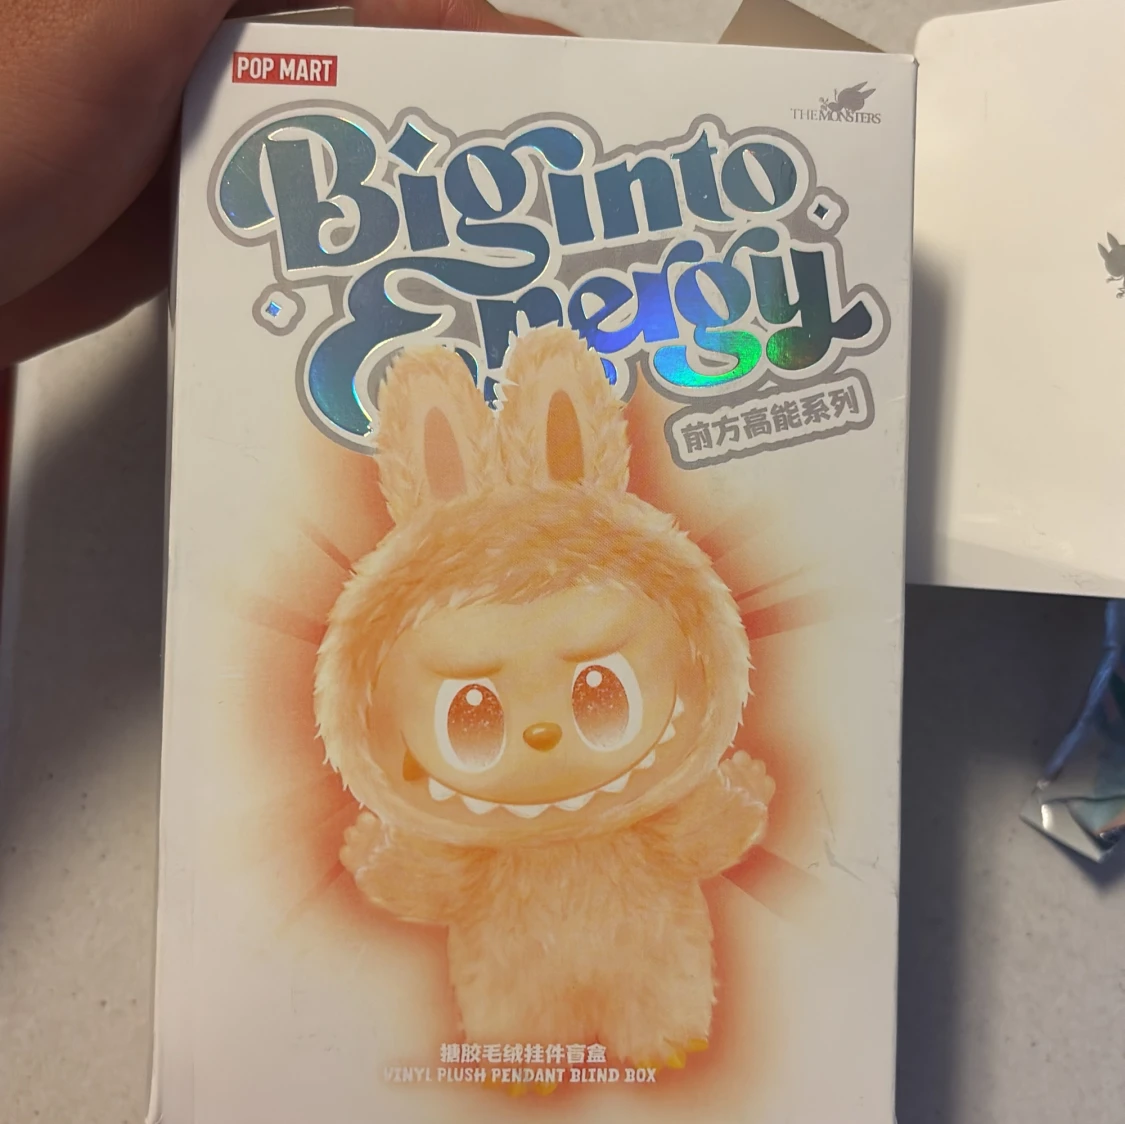 POP MART
THE MONSTERS
Big into
Energy
前方高能系列
搪胶毛绒挂件盲盒
VINYL PLUSH PENDANT BLIND BOX